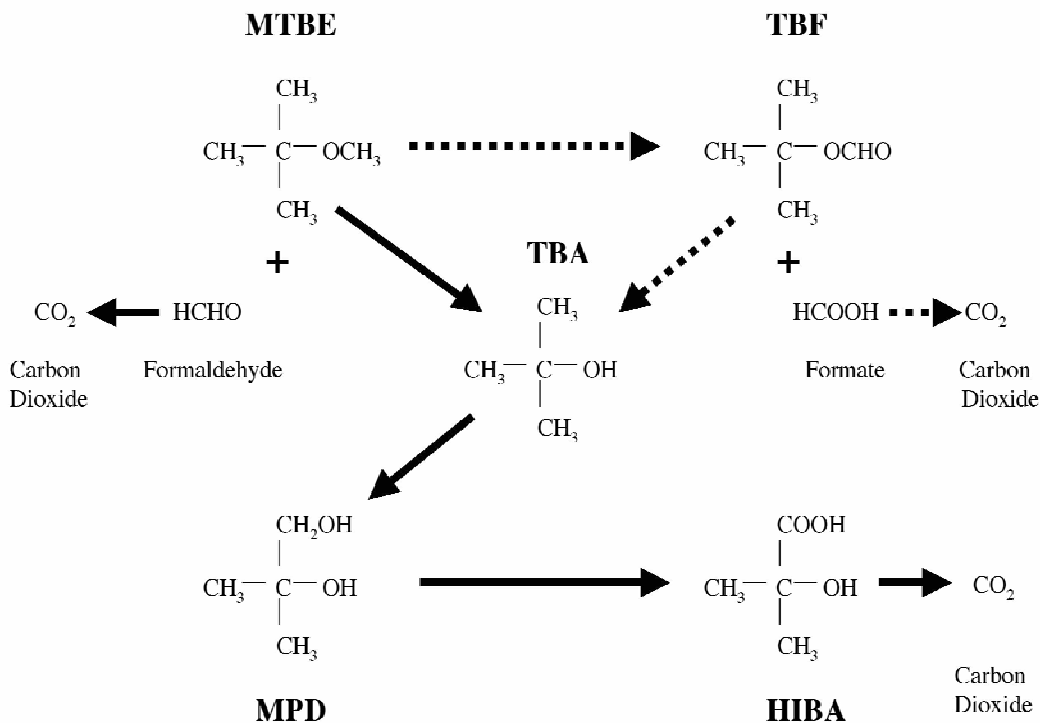 MTBE
TBF
CH3
CH3
CH3 C OCH3
CH3 C OCHO
CH3
CH3
TBA
+
+
CO2 HCHO
CH3
HCOOH CO2
Carbon Dioxide
Formaldehyde
CH3 C OH
Formate
Carbon Dioxide
CH3
CH2OH
COOH
CH3 C OH
CH3 C OH
CO2
CH3
CH3
Carbon Dioxide
MPD
HIBA